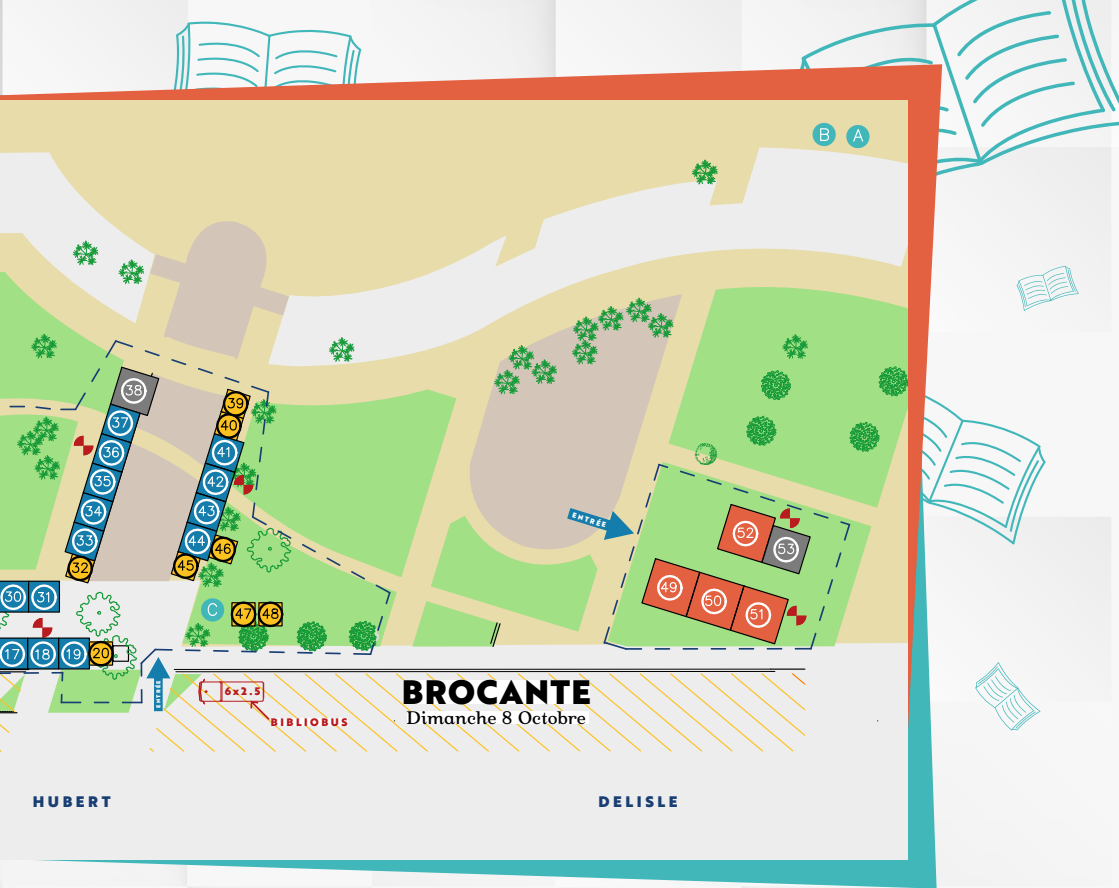 B A
38
37
36
35
34
33
32
39
40
41
42
43
44
45
46
ENTRÉE
52
53
49
50
51
30 31
C
47 48
17 18 19 20
ENTRÉE
6x2.5
BIBLIOBUS
BROCANTE
Dimanche 8 Octobre
HUBERT
DELISLE